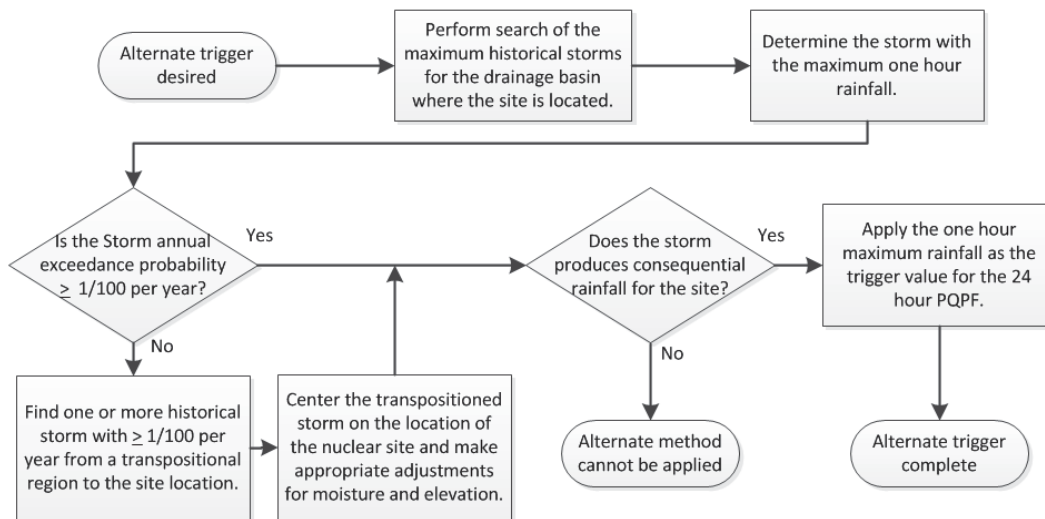 Alternate trigger
desired
Perform search of the
maximum historical storms
for the drainage basin
where the site is located.
Determine the storm with
the maximum one hour
rainfall.
Is the Storm annual
exceedance probability
≥ 1/100 per year?
Yes
No
Does the storm
produces consequential
rainfall for the site?
Yes
No
Apply the one hour
maximum rainfall as the
trigger value for the 24
hour PQPF.
Find one or more historical
storm with ≥ 1/100 per
year from a transpositional
region to the site location.
Center the transpositioned
storm on the location of
the nuclear site and make
appropriate adjustments
for moisture and elevation.
Alternate method
cannot be applied
Alternate trigger
complete